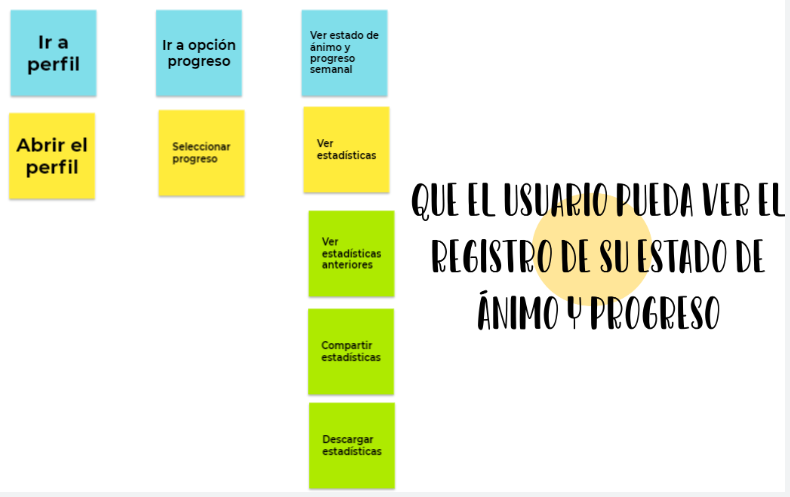 Ir a
perfil
Ir a opción
progreso
Ver estado de
ánimo y
progreso
semanal
Abrir el
perfil
Seleccionar
progreso
Ver
estadísticas
Ver
estadísticas
anteriores
Compartir
estadísticas
Descargar
estadísticas
QUE EL USUARIO PUEDA VER EL
REGISTRO DE SU ESTADO DE
ÁNIMO Y PROGRESO